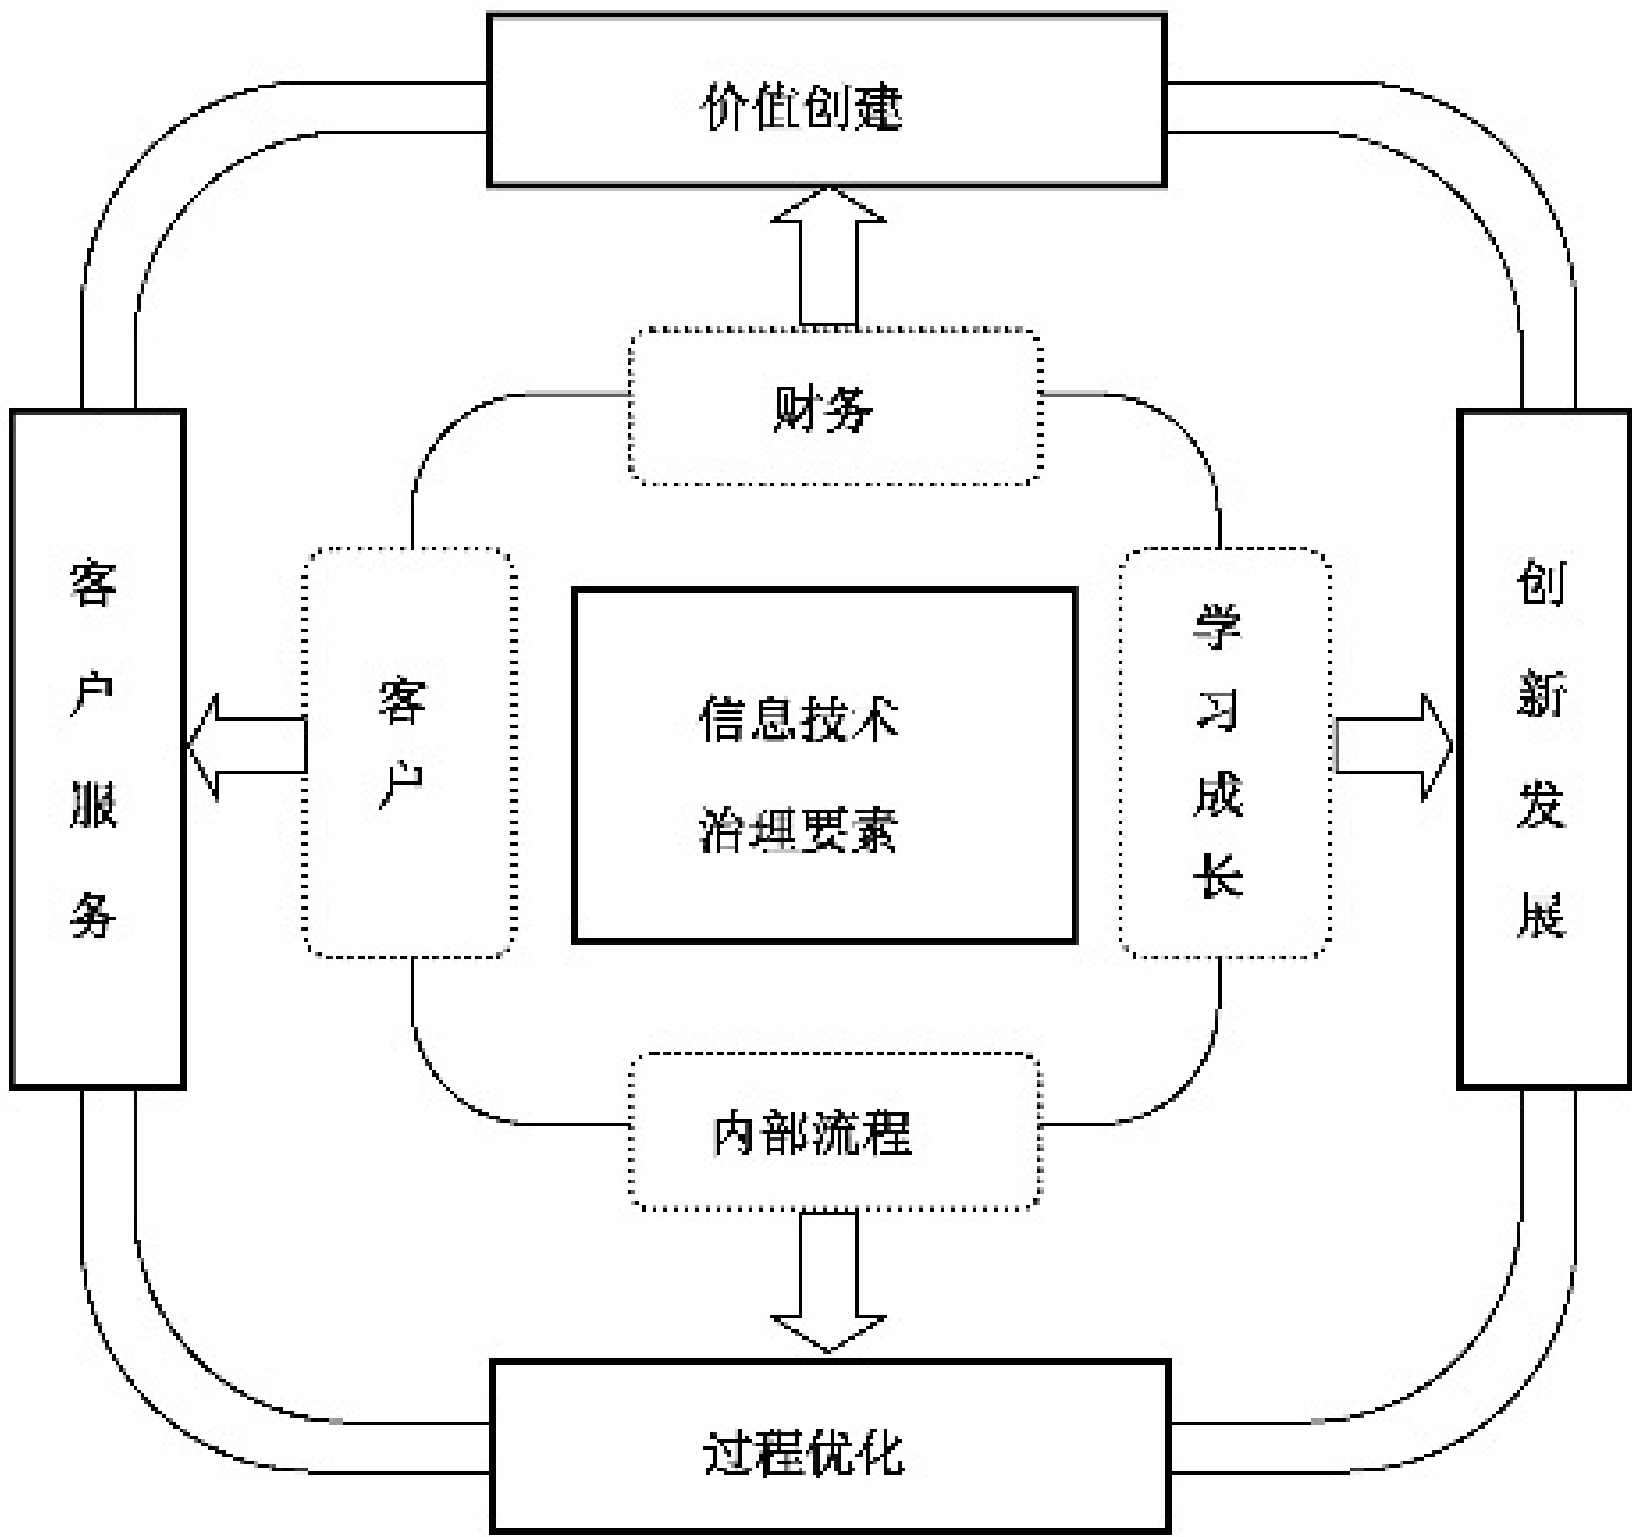 价值创建
财务
客户服务
客户
信息技术
治理要素
学习成长
创新发展
内部流程
过程优化